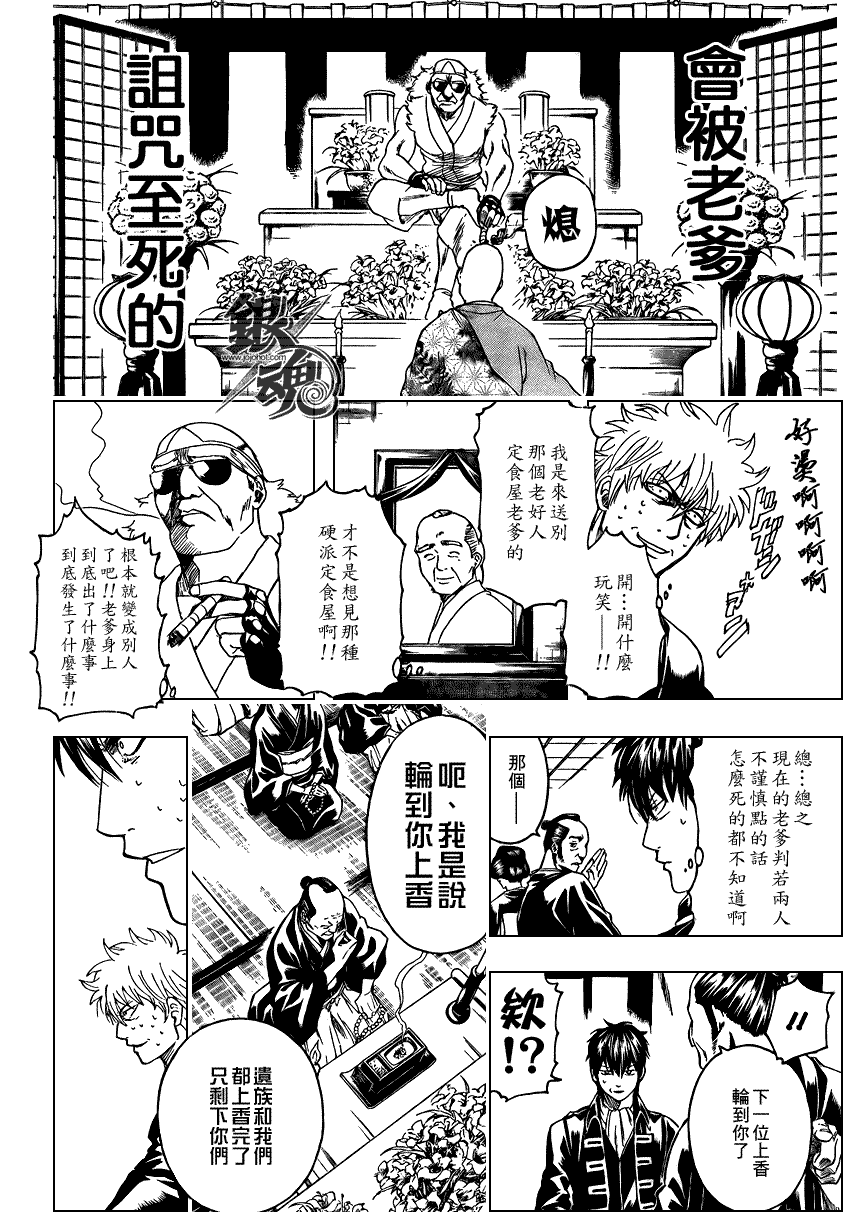 會被老爹
詛咒至死的
熄
銀魂
www.jojohot.com
好燙啊啊啊啊
開…開什麼
玩笑——!!
我是來送別
那個老好人
定食屋老爹的
才不是想見那種
硬派定食屋啊!!
根本就變成別人
了吧!!老爹身上
到底出了什麼事
到底發生了什麼事!!
總…總之
現在的老爹判若兩人
不謹慎點的話
怎麼死的都不知道啊
那個——
!!
下一位上香
輪到你了
欸!?
呃、我是說
輪到你上香
遺族和我們
都上香完了
只剩下你們